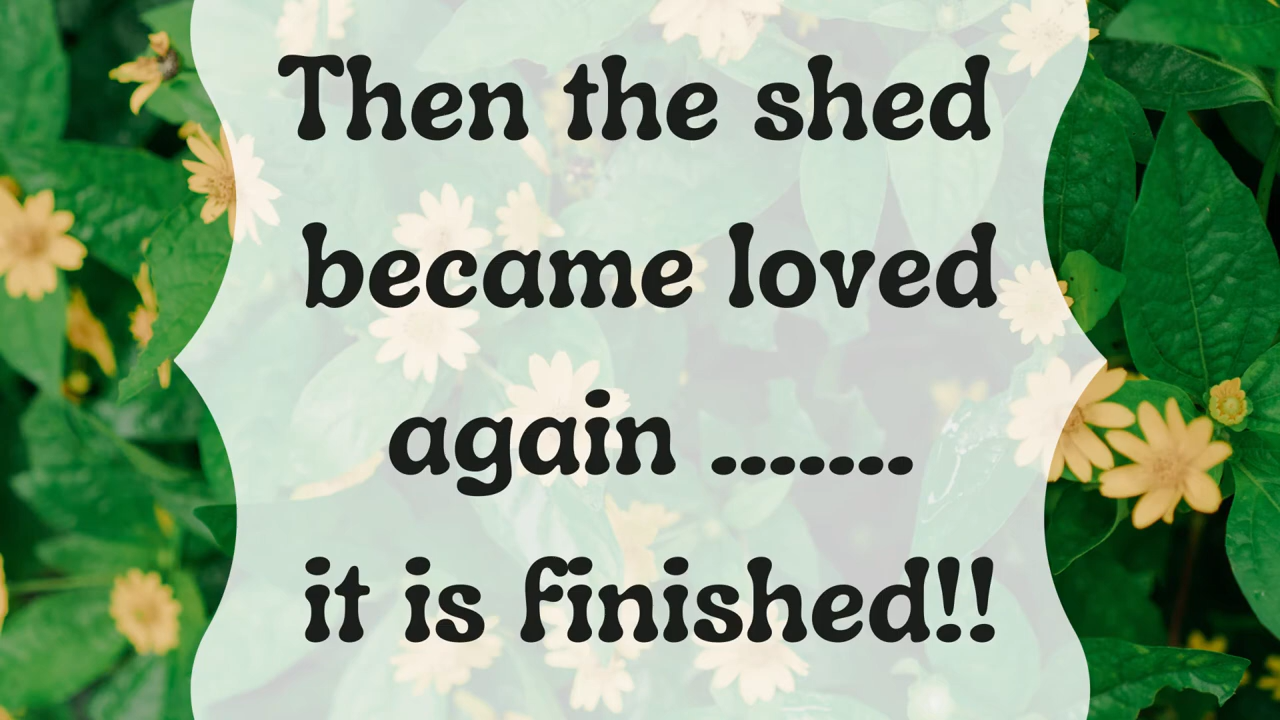 Then the shed
became loved
again .......
it is finished!!